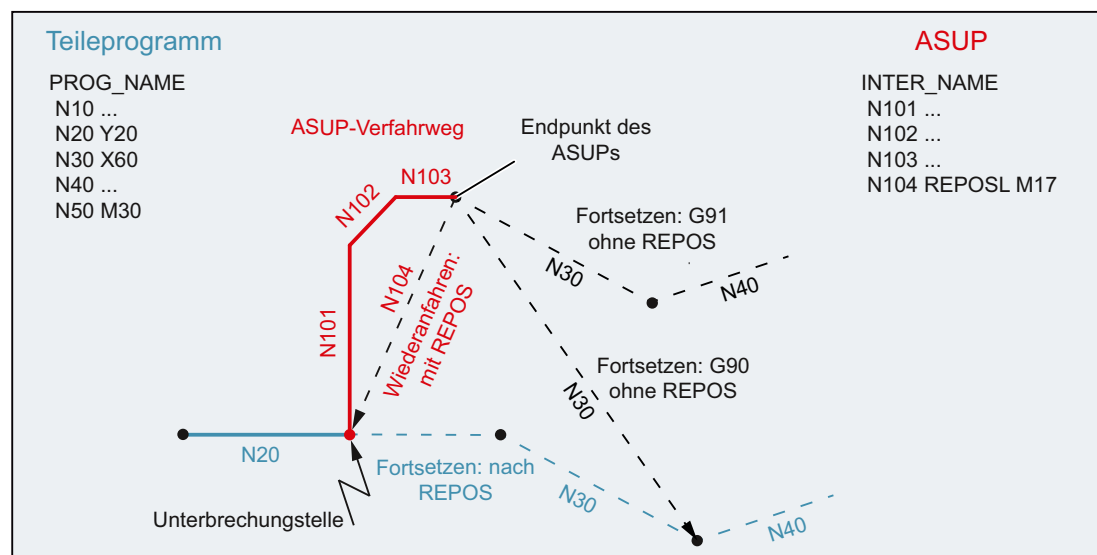 Teileprogramm
PROG_NAME
N10 ...
N20 Y20
N30 X60
N40 ...
N50 M30
ASUP
INTER_NAME
N101 ...
N102 ...
N103 ...
N104 REPOSL M17
ASUP-Verfahrweg
Endpunkt des
ASUPs
N103
N102
N101
N104
Wiederanfahren:
mit REPOS
Fortsetzen: G91
ohne REPOS
N30
N40
Fortsetzen: G90
ohne REPOS
N30
N20
Fortsetzen: nach
REPOS
N30
N40
Unterbrechungstelle